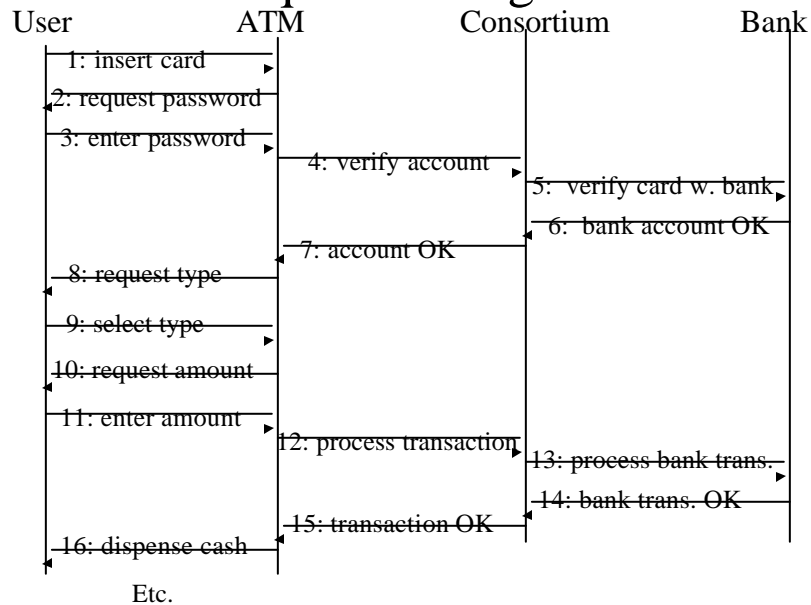 User ATM Consortium Bank
1: insert card
2: request password
3: enter password
4: verify account
5: verify card w. bank
6: bank account OK
7: account OK
8: request type
9: select type
10: request amount
11: enter amount
12: process transaction
13: process bank trans.
14: bank trans. OK
15: transaction OK
16: dispense cash
Etc.